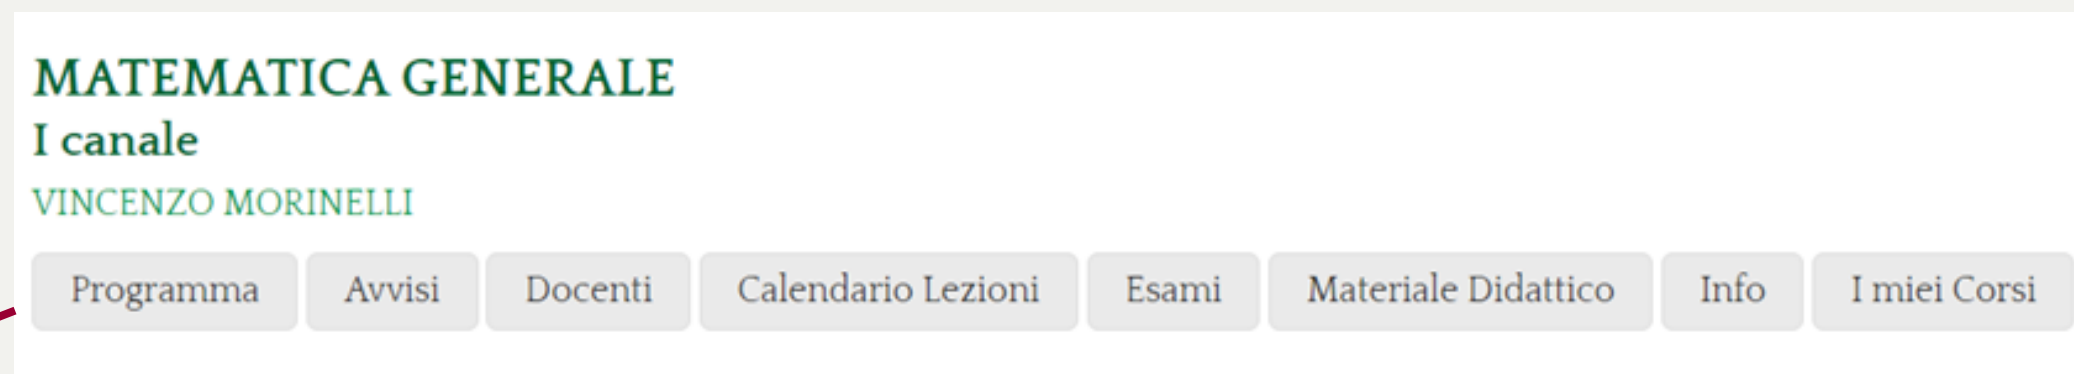 MATEMATICA GENERALE
I canale
VINCENZO MORINELLI
Programma Avvisi Docenti Calendario Lezioni Esami Materiale Didattico Info I miei Corsi